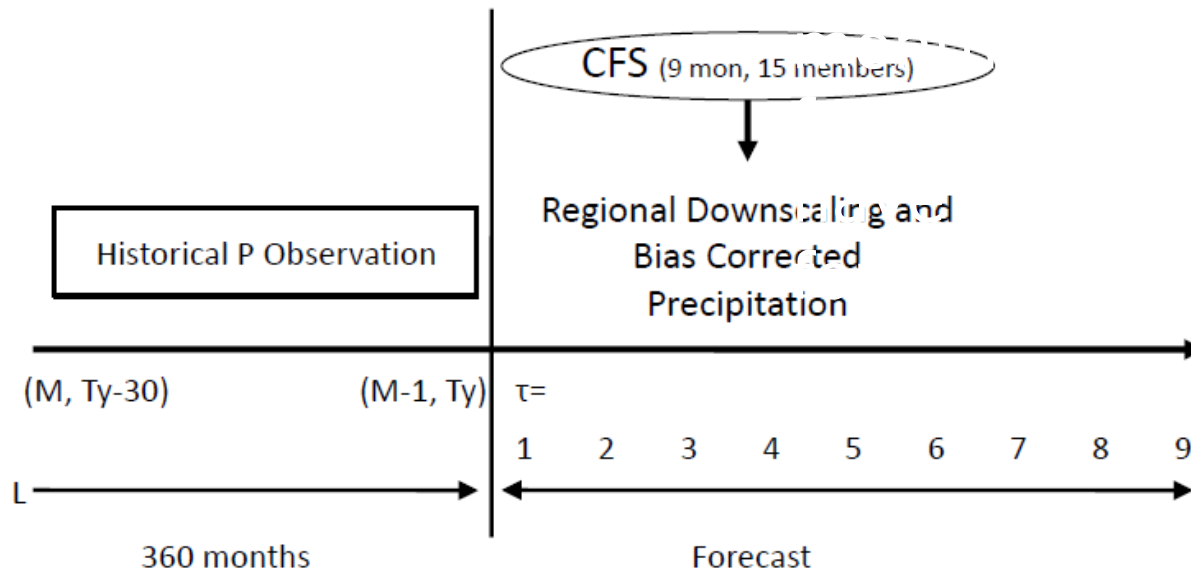 CFS (9 mon, 15 members)
Historical P Observation
Regional Downscaling and
Bias Corrected
Precipitation
(M, Ty-30)
(M-1, Ty)
τ=
1 2 3 4 5 6 7 8 9
L
360 months
Forecast